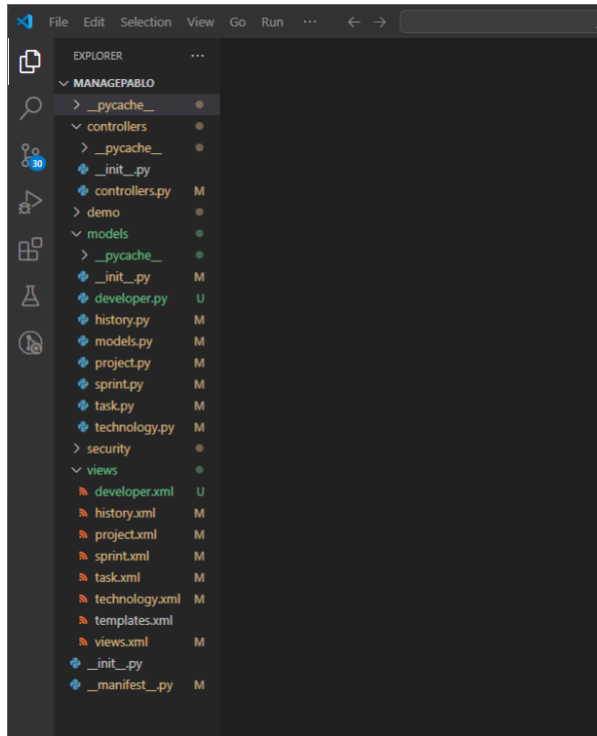 File Edit Selection View Go Run ··· ← →
EXPLORER ···
MANAGEPABLO
__pycache__
controllers
__pycache__
__init__.py
30
controllers.py M
demo
models
__pycache__
__init__.py M
developer.py U
history.py M
models.py M
project.py M
sprint.py M
task.py M
technology.py M
security
views
developer.xml U
history.xml M
project.xml M
sprint.xml M
task.xml M
technology.xml M
templates.xml
views.xml M
__init__.py
__manifest__.py M